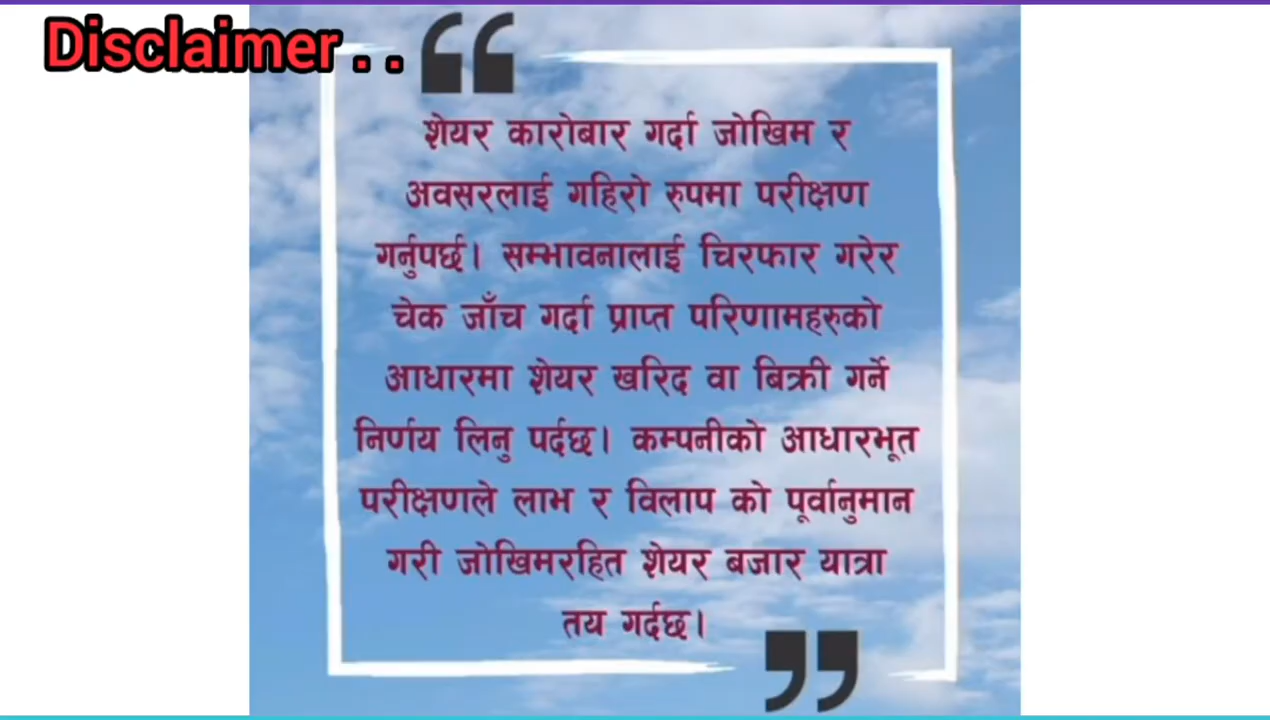 Disclaimer . .
“
शेयर कारोबार गर्दा जोखिम र
अवसरलाई गहिरो रुपमा परीक्षण
गर्नुपर्छ। सम्भावनालाई चिरफार गरेर
चेक जाँच गर्दा प्राप्त परिणामहरुको
आधारमा शेयर खरिद वा बिक्री गर्ने
निर्णय लिनु पर्दछ। कम्पनीको आधारभूत
परीक्षणले लाभ र विलाप को पूर्वानुमान
गरी जोखिमरहित शेयर बजार यात्रा
तय गर्दछ।
”